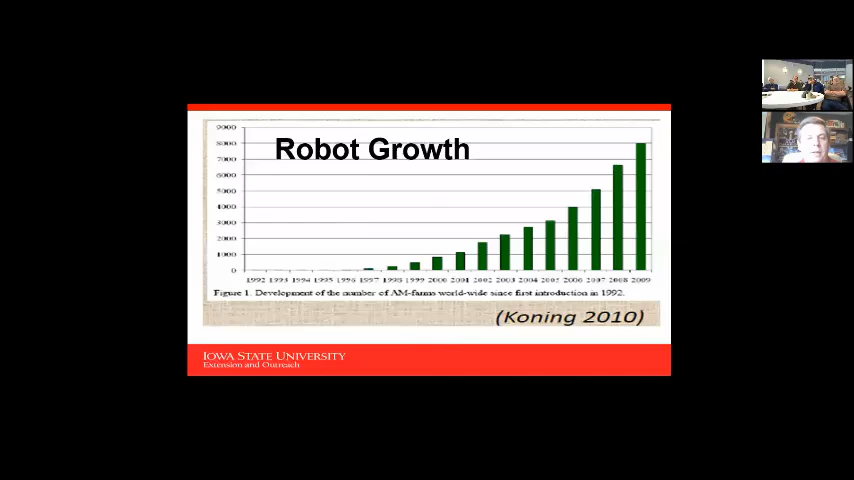 Robot Growth
9000
8000
7000
6000
5000
4000
3000
2000
1000
0
1992 1993 1994 1995 1996 1997 1998 1999 2000 2001 2002 2003 2004 2005 2006 2007 2008 2009
Figure 1. Development of the number of AM-farms world-wide since first introduction in 1992.
(Koning 2010)
IOWA STATE UNIVERSITY
Extension and Outreach